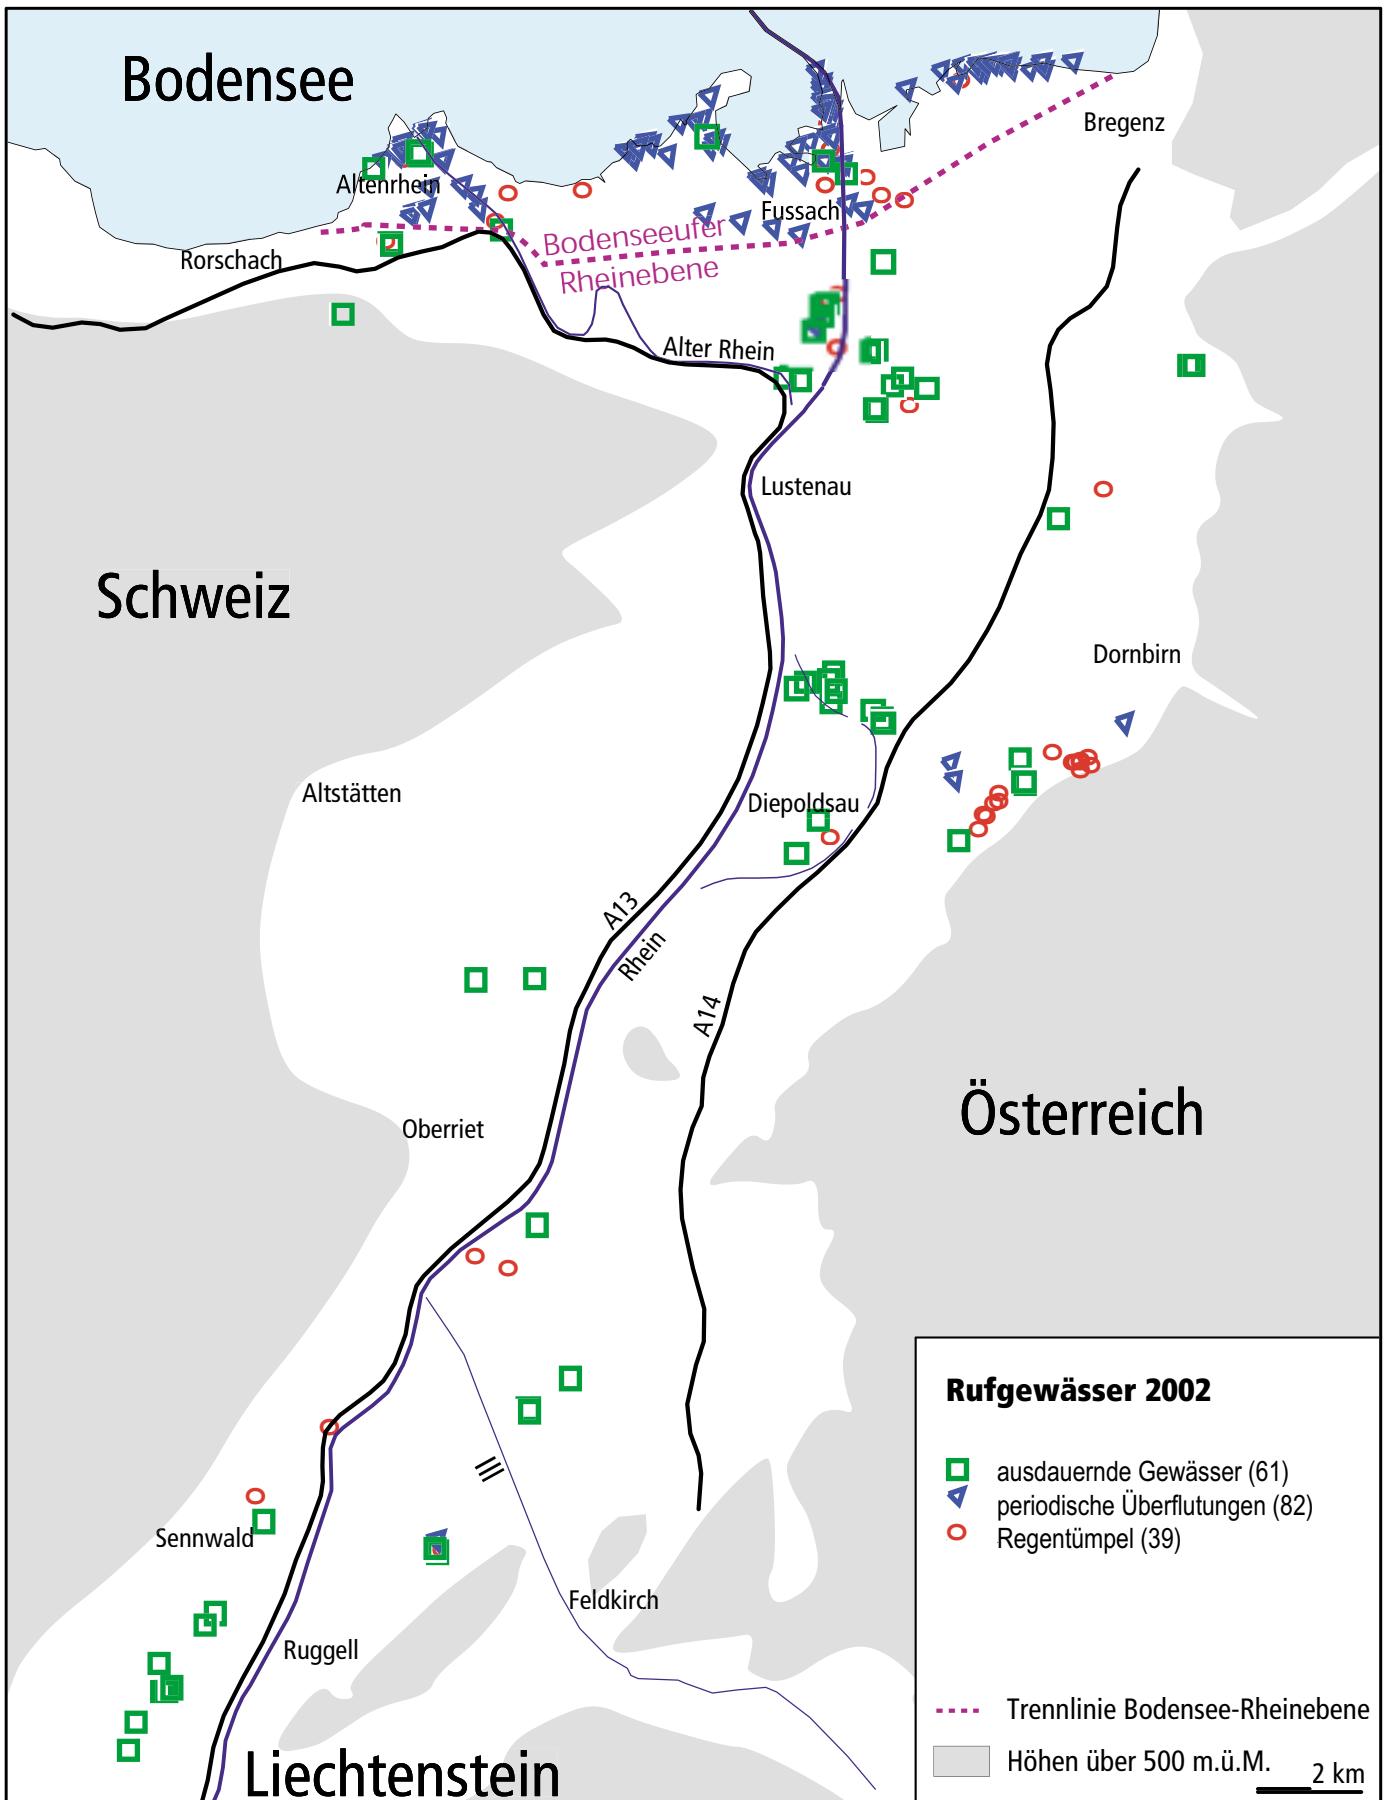 Bodensee
Bregenz
Altenrhein
Fussach
Bodenseeufer
Rorschach
Rheinebene
Alter Rhein
Lustenau
Schweiz
Dornbirn
Altstätten
Diepoldsau
A13
Rhein
A14
Österreich
Oberriet
Rufgewässer 2002
ausdauernde Gewässer (61)
periodische Überflutungen (82)
Regentümpel (39)
Sennwald
Feldkirch
Ruggell
Trennlinie Bodensee-Rheinebene
Höhen über 500 m.ü.M.
2 km
Liechtenstein